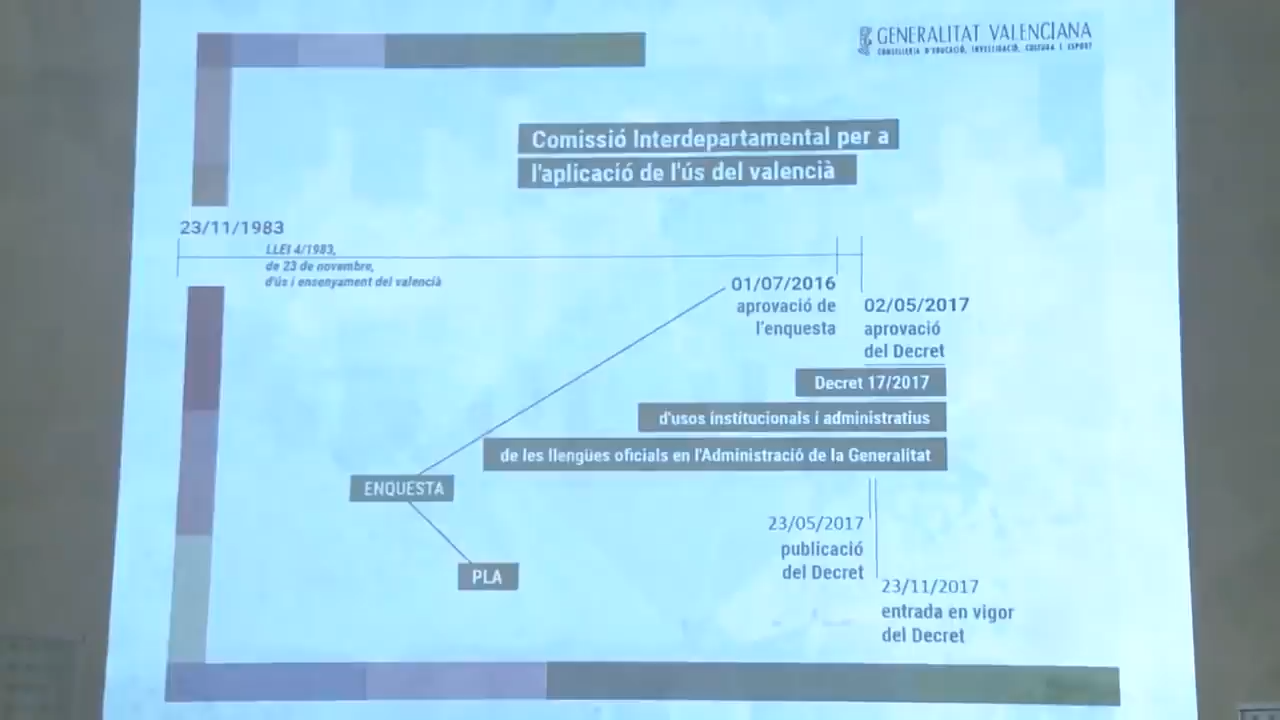 GENERALITAT VALENCIANA
CONSELLERIA D'EDUCACIÓ, INVESTIGACIÓ, CULTURA I ESPORT
Comissió Interdepartamental per a
l'aplicació de l'ús del valencià
23/11/1983
LLEI 4/1983,
de 23 de novembre,
d'ús i ensenyament del valencià
01/07/2016
aprovació de
l'enquesta
02/05/2017
aprovació
del Decret
Decret 17/2017
d'usos institucionals i administratius
de les llengües oficials en l'Administració de la Generalitat
ENQUESTA
PLA
23/05/2017
publicació
del Decret
23/11/2017
entrada en vigor
del Decret